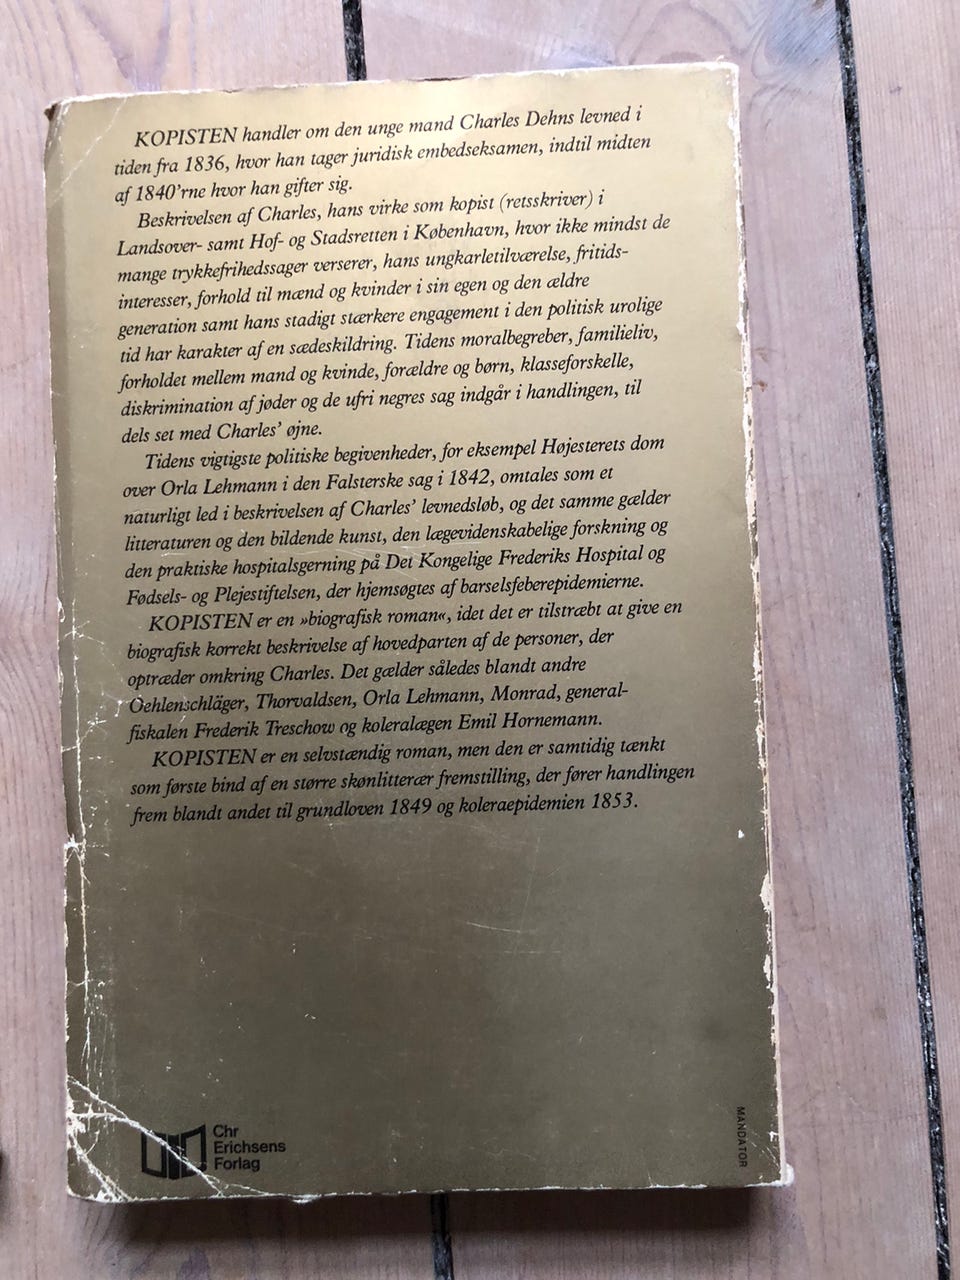 KOPISTEN handler om den unge mand Charles Dehns levned i
tiden fra 1836, hvor han tager juridisk embedseksamen, indtil midten
af 1840'rne hvor han gifter sig.
Beskrivelsen af Charles, hans virke som kopist (retsskriver) i
Landsover- samt Hof- og Stadsretten i København, hvor ikke mindst de
mange trykkefrihedssager verserer, hans ungkarletilværelse, fritids-
interesser, forhold til mænd og kvinder i sin egen og den ældre
generation samt hans stadigt stærkere engagement i den politisk urolige
tid har karakter af en sædeskildring. Tidens moralbegreber, familieliv,
forholdet mellem mand og kvinde, forældre og børn, klasseforskelle,
diskrimination af jøder og de ufri negres sag indgår i handlingen, til
dels set med Charles' øjne.
Tidens vigtigste politiske begivenheder, for eksempel Højesterets dom
over Orla Lehmann i den Falsterske sag i 1842, omtales som et
naturligt led i beskrivelsen af Charles' levnedsløb, og det samme gælder
litteraturen og den bildende kunst, den lægevidenskabelige forskning og
den praktiske hospitalsgerning på Det Kongelige Frederiks Hospital og
Fødsels- og Plejestiftelsen, der hjemsøgtes af barselsfeberepidemierne.
KOPISTEN er en »biografisk roman«, idet det er tilstræbt at give en
biografisk korrekt beskrivelse af hovedparten af de personer, der
optræder omkring Charles. Det gælder således blandt andre
Oehlenschläger, Thorvaldsen, Orla Lehmann, Monrad, general-
fiskalen Frederik Treschow og koleralægen Emil Hornemann.
KOPISTEN er en selvstændig roman, men den er samtidig tænkt
som første bind af en større skønlitterær fremstilling, der fører handlingen
frem blandt andet til grundloven 1849 og koleraepidemien 1853.
Chr
Erichsens
Forlag
MANDATOR